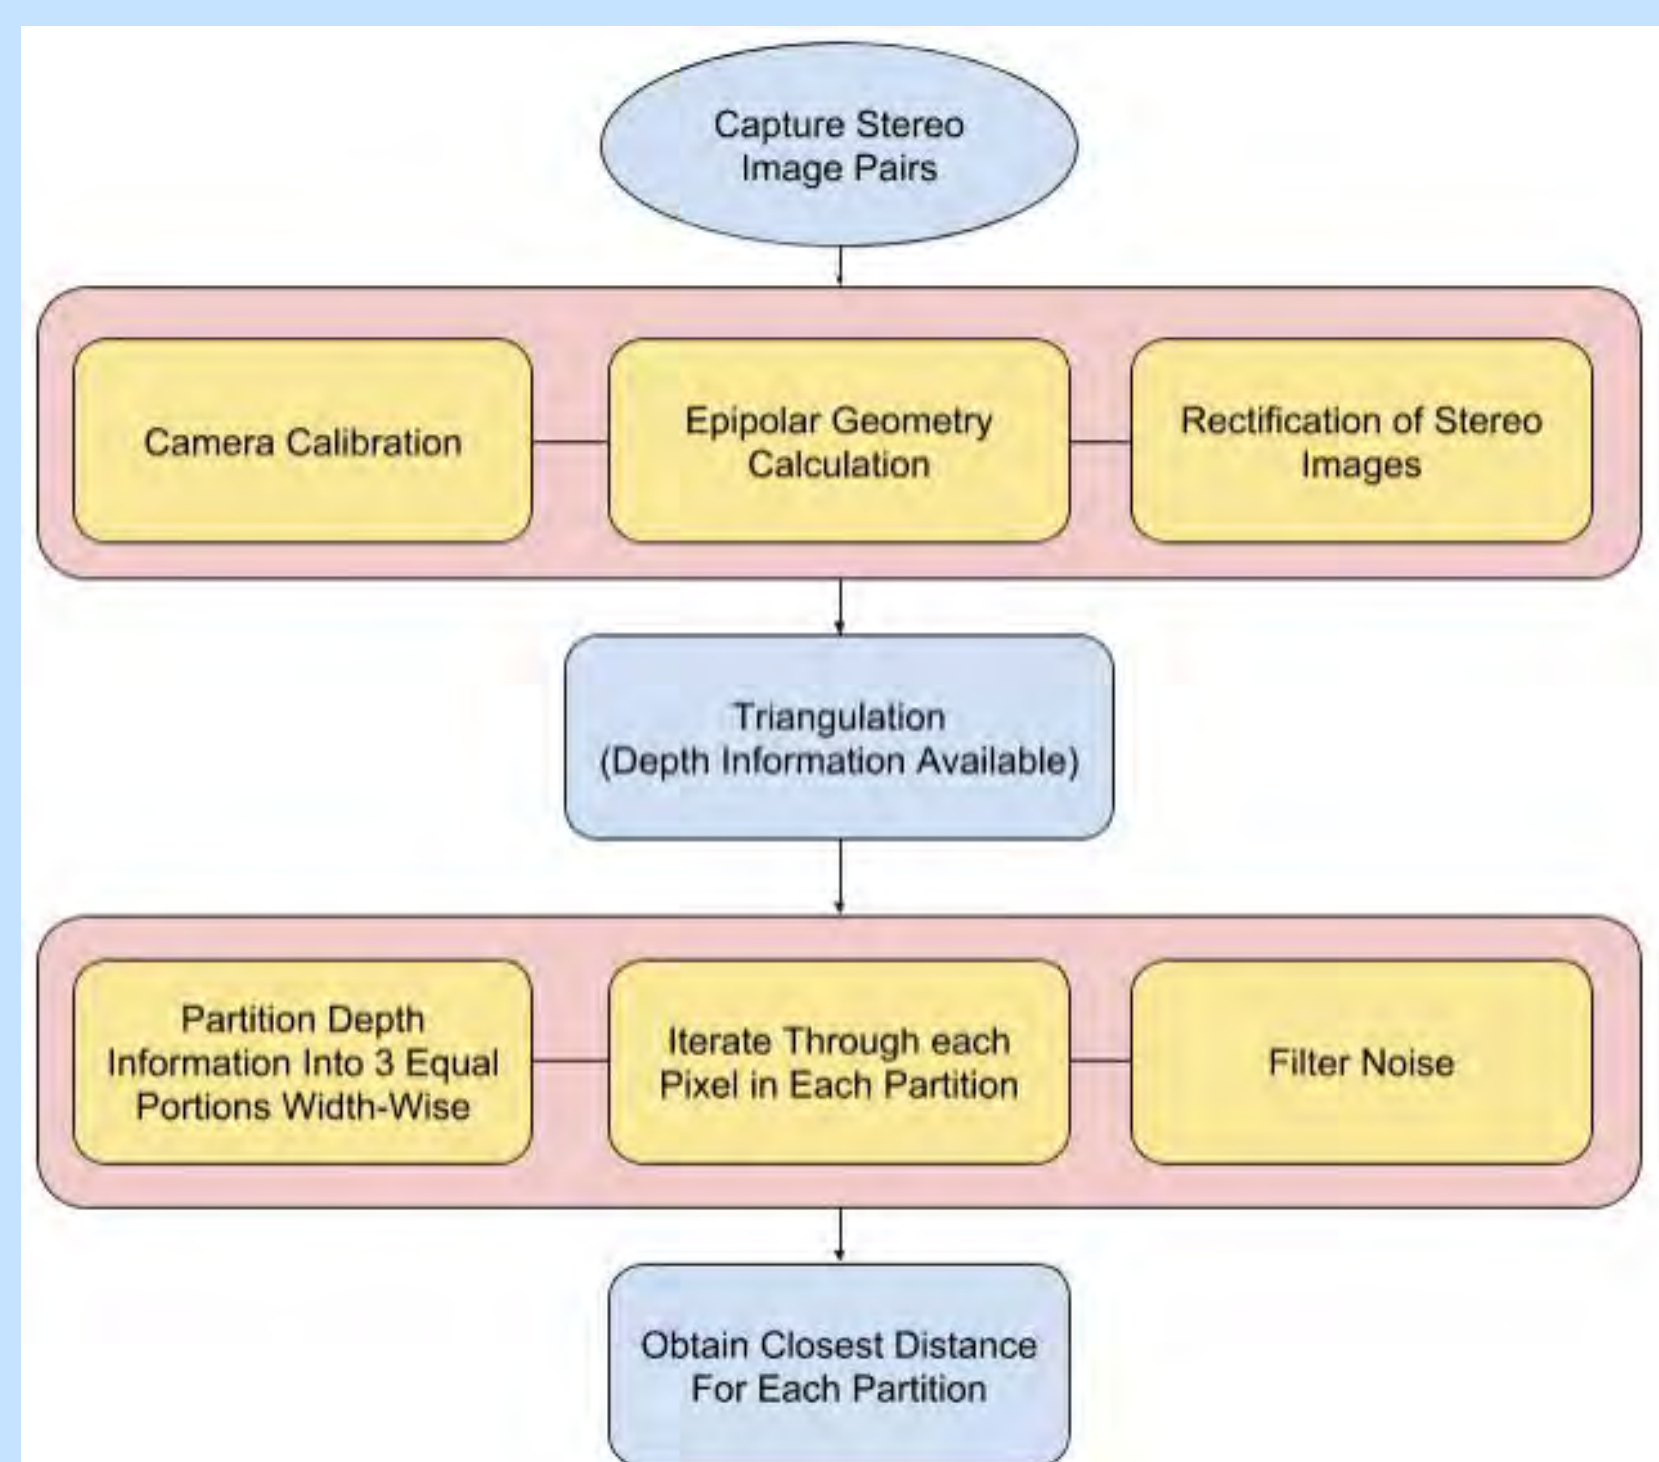 Capture Stereo
Image Pairs
Camera Calibration
Epipolar Geometry
Calculation
Rectification of Stereo
Images
Triangulation
(Depth Information Available)
Partition Depth
Information Into 3 Equal
Portions Width-Wise
Iterate Through each
Pixel in Each Partition
Filter Noise
Obtain Closest Distance
For Each Partition